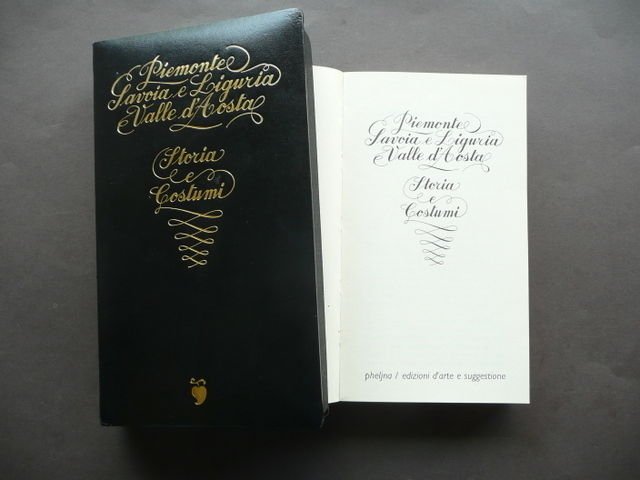 Piemonte
Savoia e Liguria
e Valle d'Aosta
Storia
e
Costumi
Piemonte
Savoia e Liguria
e Valle d'Aosta
Storia
e
Costumi
pheljna / edizioni d'arte e suggestione